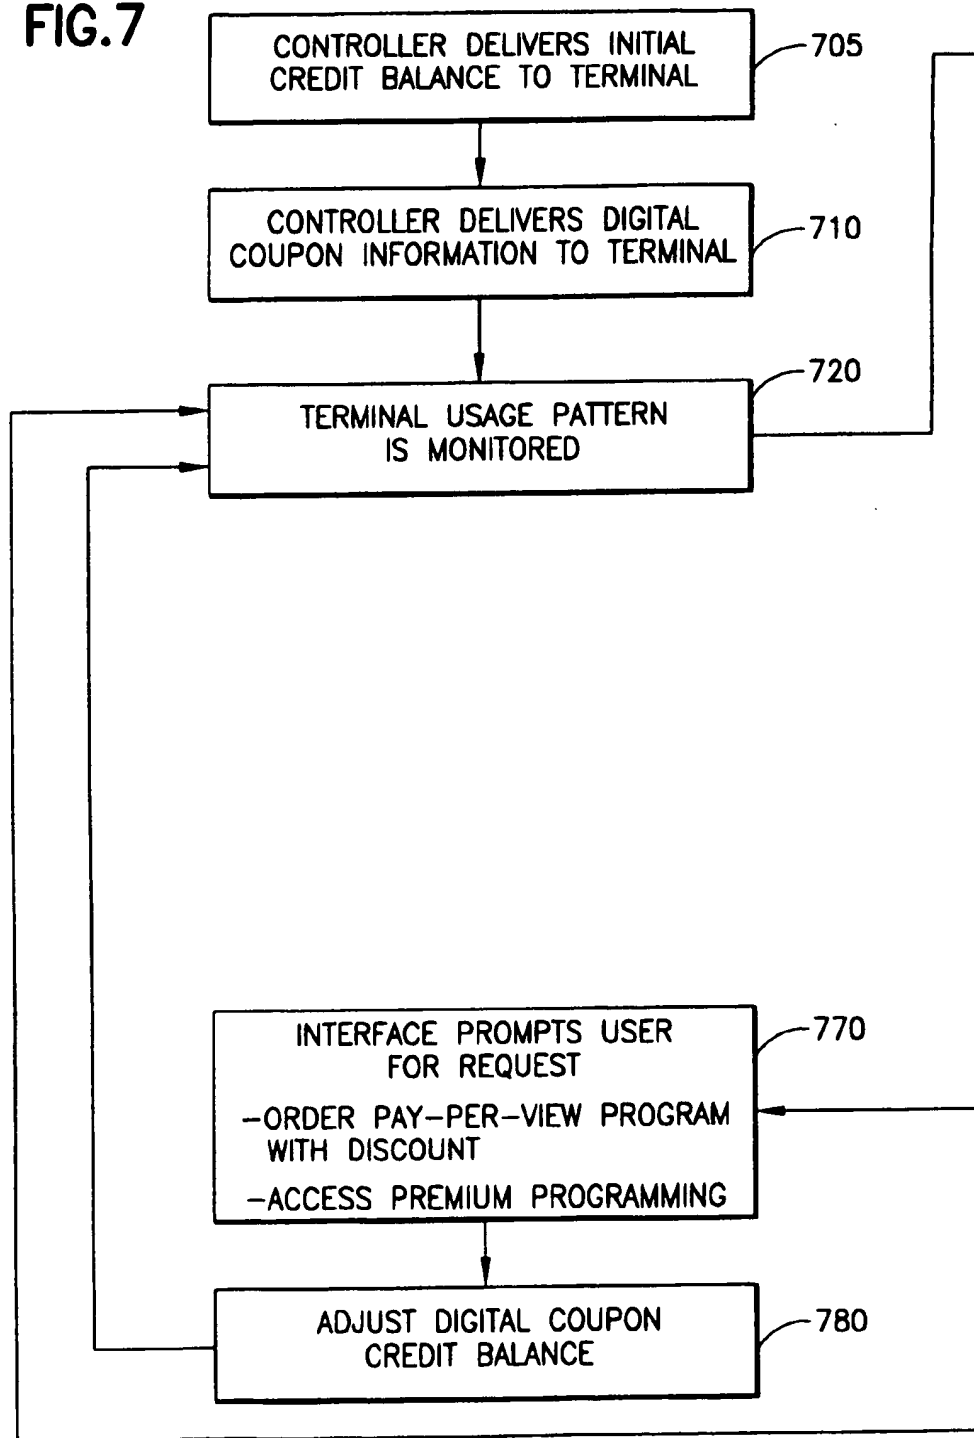 FIG.7
CONTROLLER DELIVERS INITIAL
CREDIT BALANCE TO TERMINAL
705
CONTROLLER DELIVERS DIGITAL
COUPON INFORMATION TO TERMINAL
710
TERMINAL USAGE PATTERN
IS MONITORED
720
INTERFACE PROMPTS USER
FOR REQUEST
-ORDER PAY-PER-VIEW PROGRAM
WITH DISCOUNT
-ACCESS PREMIUM PROGRAMMING
770
ADJUST DIGITAL COUPON
CREDIT BALANCE
780